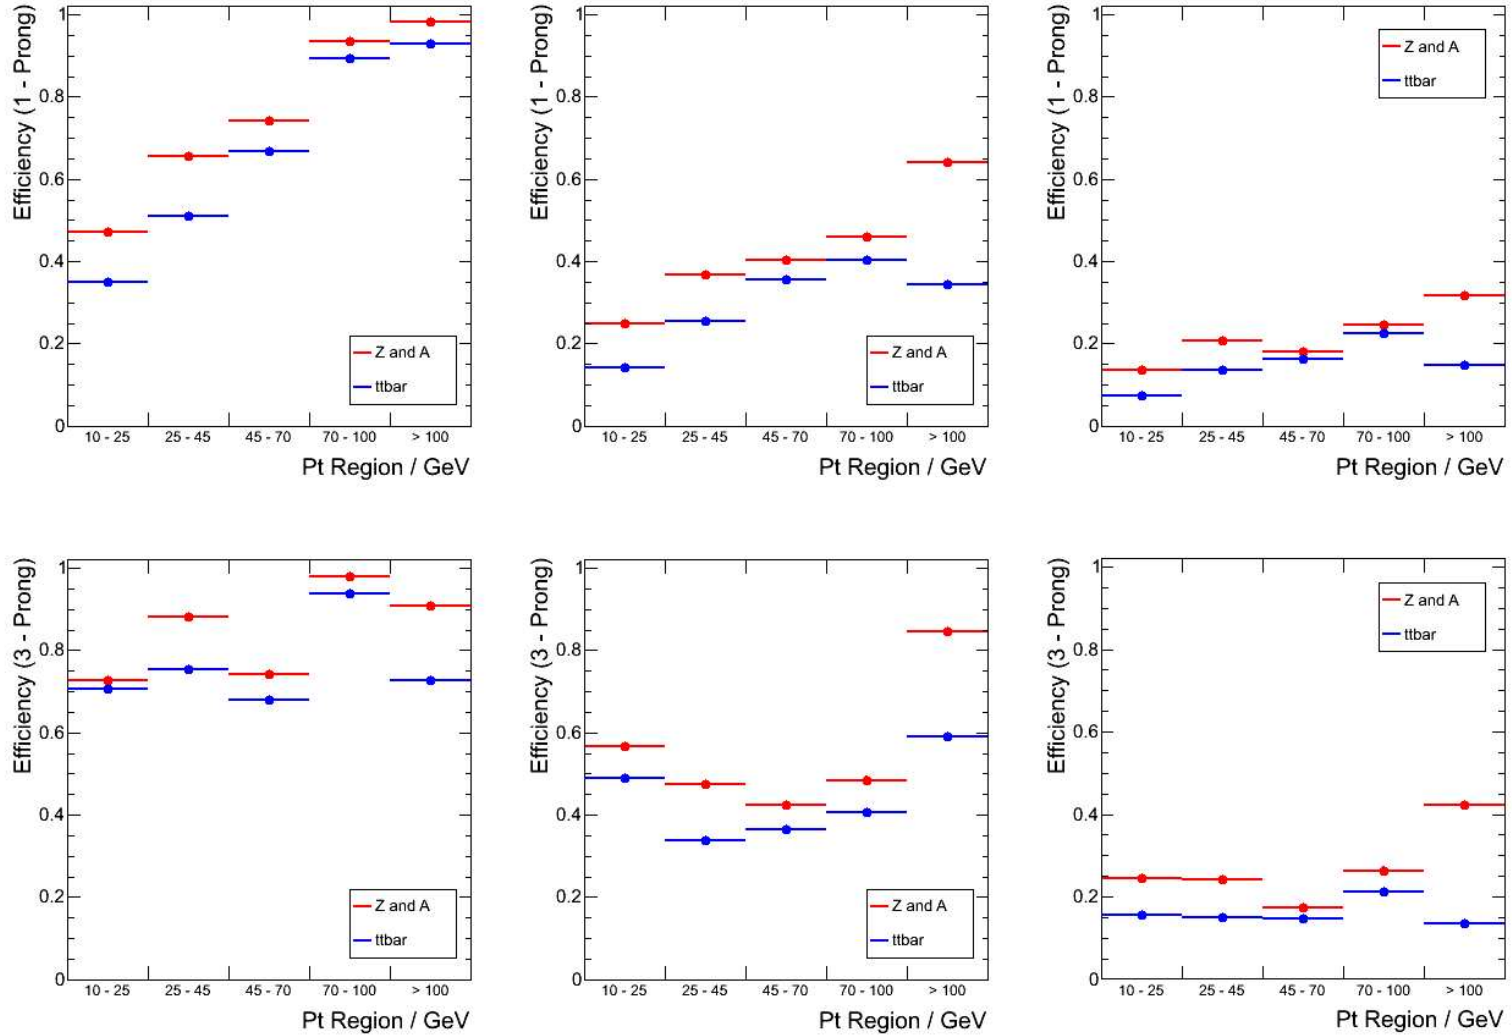 Efficiency (1 - Prong)
1
0.8
0.6
0.4
0.2
0
Z and A
ttbar
10 - 25
25 - 45
45 - 70
70 - 100
> 100
Pt Region / GeV
Efficiency (1 - Prong)
1
0.8
0.6
0.4
0.2
0
Z and A
ttbar
10 - 25
25 - 45
45 - 70
70 - 100
> 100
Pt Region / GeV
Efficiency (1 - Prong)
1
0.8
0.6
0.4
0.2
0
Z and A
ttbar
10 - 25
25 - 45
45 - 70
70 - 100
> 100
Pt Region / GeV
Efficiency (3 - Prong)
1
0.8
0.6
0.4
0.2
0
Z and A
ttbar
10 - 25
25 - 45
45 - 70
70 - 100
> 100
Pt Region / GeV
Efficiency (3 - Prong)
1
0.8
0.6
0.4
0.2
0
Z and A
ttbar
10 - 25
25 - 45
45 - 70
70 - 100
> 100
Pt Region / GeV
Efficiency (3 - Prong)
1
0.8
0.6
0.4
0.2
0
Z and A
ttbar
10 - 25
25 - 45
45 - 70
70 - 100
> 100
Pt Region / GeV